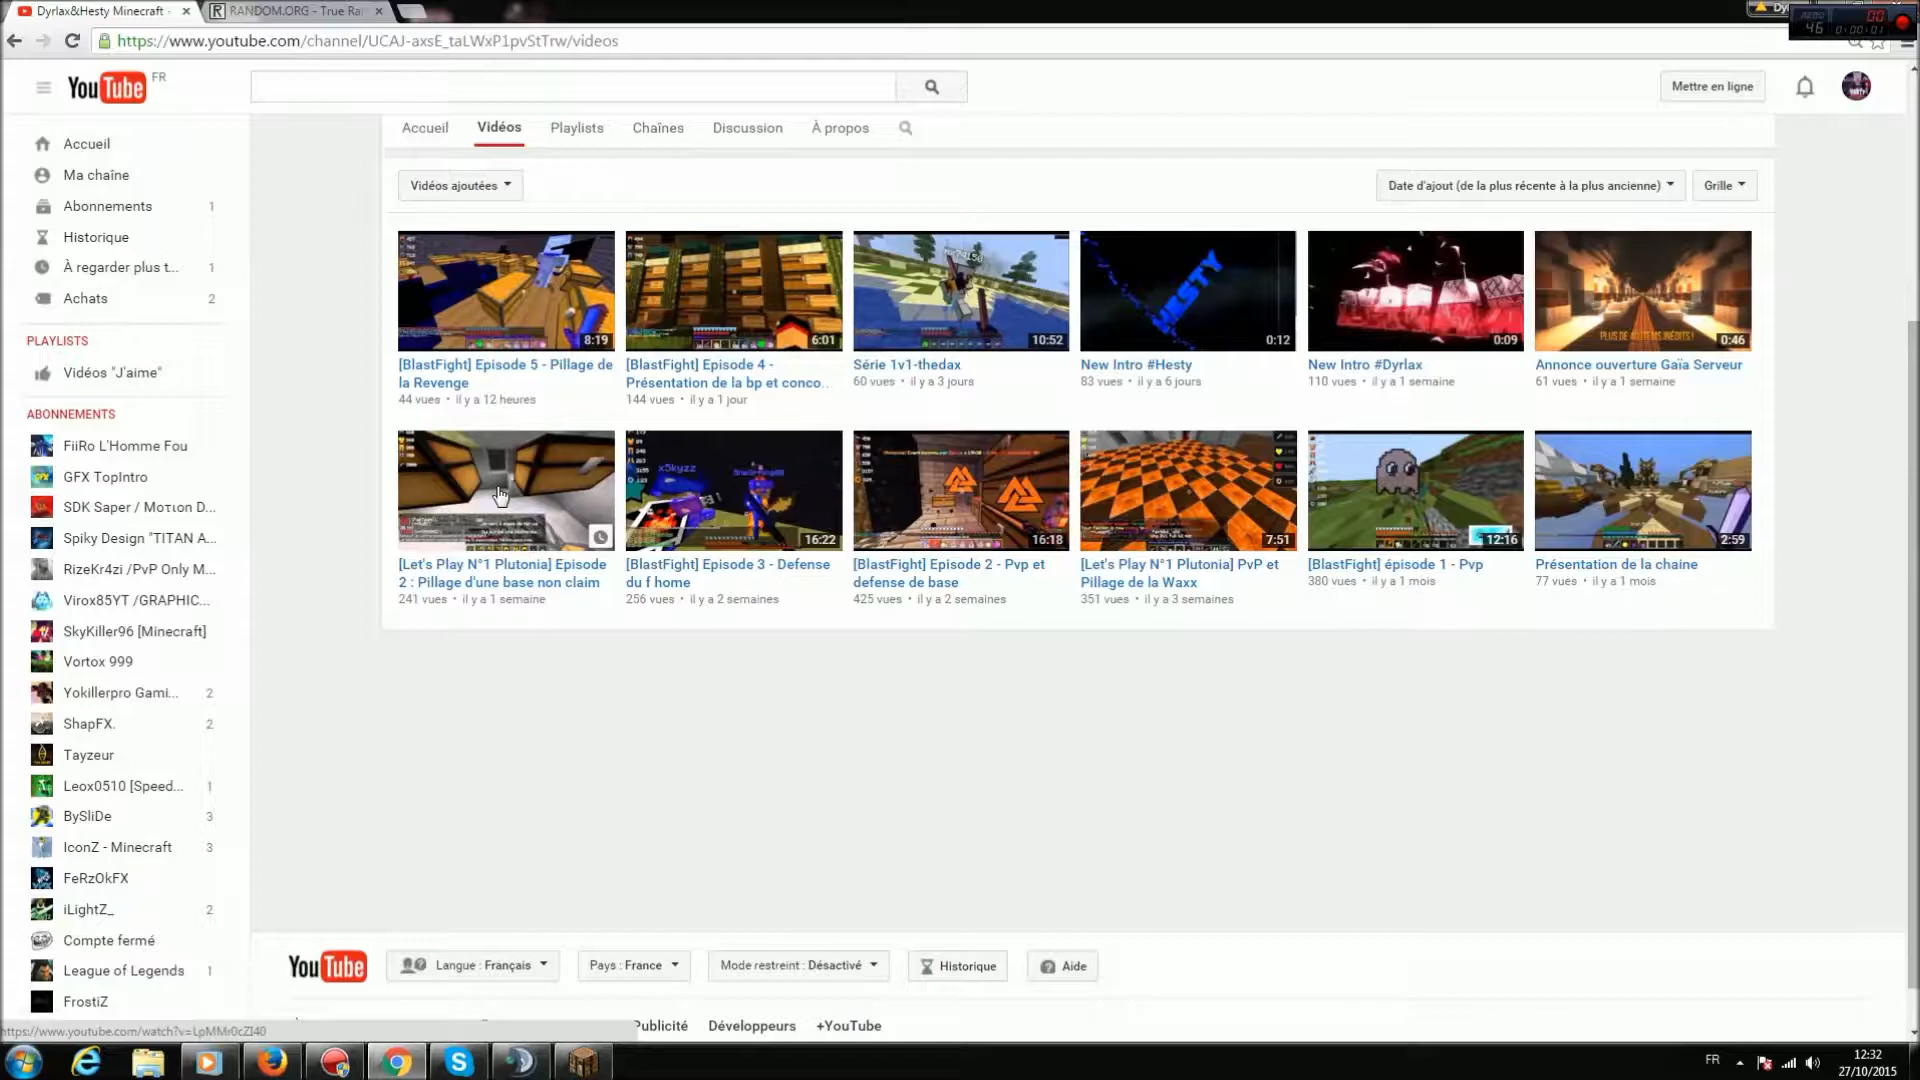 Dyrlax&Hesty Minecraft -
RANDOM.ORG - True Ra
https://www.youtube.com/channel/UCAJ-axsE_taLWxP1pvStTrw/videos
46
0:00:01
YouTube FR
Mettre en ligne
Accueil
Vidéos
Playlists
Chaînes
Discussion
À propos
Vidéos ajoutées
Date d'ajout (de la plus récente à la plus ancienne)
Grille
Accueil
Ma chaîne
Abonnements 1
Historique
À regarder plus t... 1
Achats 2
PLAYLISTS
Vidéos "J'aime"
ABONNEMENTS
FiiRo L'Homme Fou
GFX TopIntro
SDK Saper / Motion D...
Spiky Design "TITAN A...
RizeKr4zi /PvP Only M...
Virox85YT /GRAPHIC...
SkyKiller96 [Minecraft]
Vortox 999
Yokillerpro Gami... 2
ShapFX. 2
Tayzeur
Leox0510 [Speed... 1
BySliDe 3
IconZ - Minecraft 3
FeRzOkFX
iLightZ_ 2
Compte fermé
League of Legends 1
FrostiZ
8:19
[BlastFight] Episode 5 - Pillage de
la Revenge
44 vues • il y a 12 heures
6:01
[BlastFight] Episode 4 -
Présentation de la bp et conco...
144 vues • il y a 1 jour
10:52
Série 1v1-thedax
60 vues • il y a 3 jours
HESTY
0:12
New Intro #Hesty
83 vues • il y a 6 jours
0:09
New Intro #Dyrlax
110 vues • il y a 1 semaine
PLUS DE 40 ITEMS INÉDITS !
0:46
Annonce ouverture Gaïa Serveur
61 vues • il y a 1 semaine
[Let's Play N°1 Plutonia] Episode
2 : Pillage d'une base non claim
241 vues • il y a 1 semaine
xSkyzz
16:22
[BlastFight] Episode 3 - Defense
du f home
256 vues • il y a 2 semaines
16:18
[BlastFight] Episode 2 - Pvp et
defense de base
425 vues • il y a 2 semaines
7:51
[Let's Play N°1 Plutonia] PvP et
Pillage de la Waxx
351 vues • il y a 3 semaines
12:16
[BlastFight] épisode 1 - Pvp
380 vues • il y a 1 mois
2:59
Présentation de la chaine
77 vues • il y a 1 mois
YouTube
Langue : Français
Pays : France
Mode restreint : Désactivé
Historique
Aide
Publicité
Développeurs
+YouTube
https://www.youtube.com/watch?v=LpMMr0cZI40
FR
12:32
27/10/2015